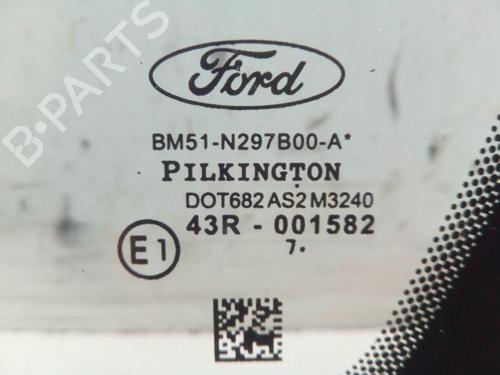 Ford
BM51-N297B00-A*
PILKINGTON
DOT682 AS2 M3240
43R - 001582
E1
7.
B-PARTS